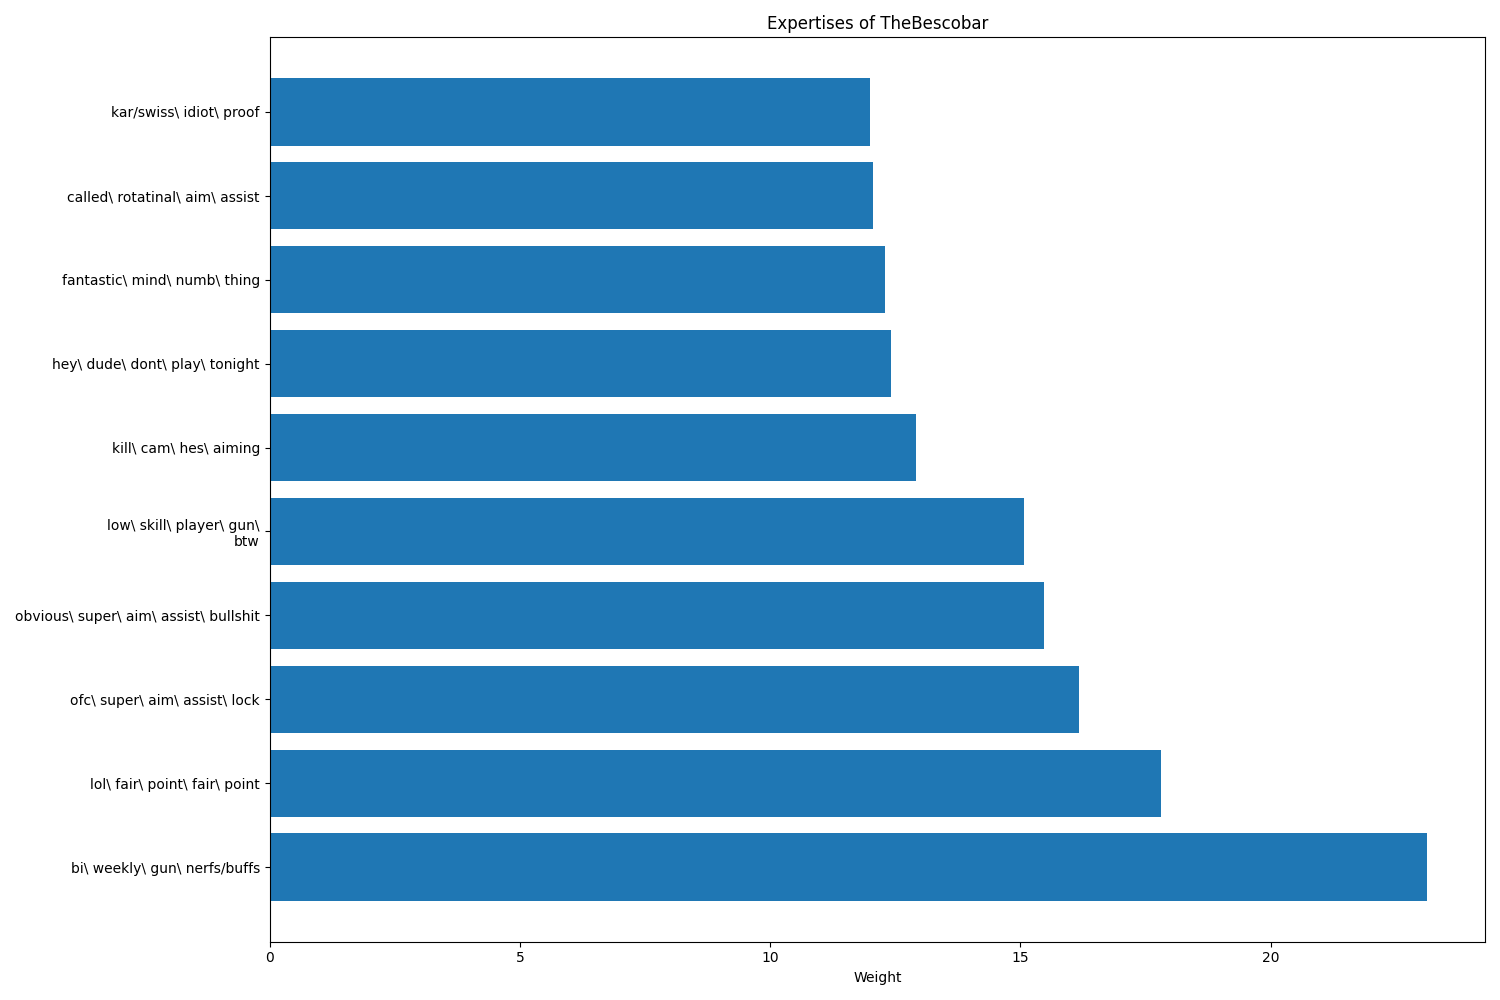 Expertises of TheBescobar
kar/swiss\ idiot\ proof
called\ rotatinal\ aim\ assist
fantastic\ mind\ numb\ thing
hey\ dude\ dont\ play\ tonight
kill\ cam\ hes\ aiming
low\ skill\ player\ gun\
btw
obvious\ super\ aim\ assist\ bullshit
ofc\ super\ aim\ assist\ lock
lol\ fair\ point\ fair\ point
bi\ weekly\ gun\ nerfs/buffs
0 5 10 15 20
Weight